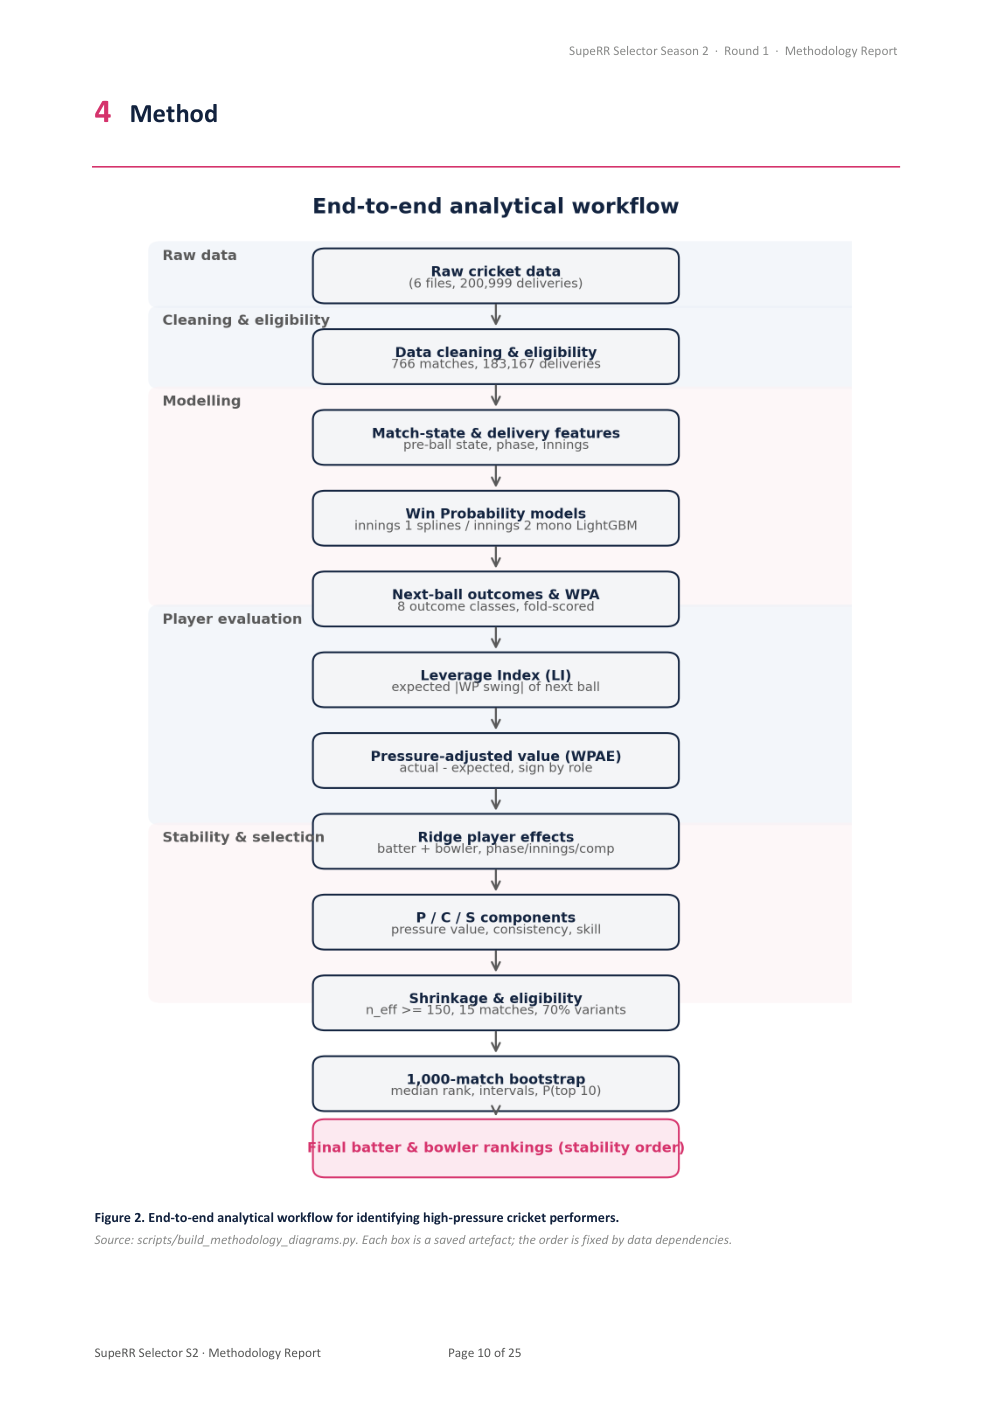 SupeRR Selector Season 2 · Round 1 · Methodology Report
4 Method
End-to-end analytical workflow
Raw data
Raw cricket data
(6 files, 200,999 deliveries)
Cleaning & eligibility
Data cleaning & eligibility
766 matches, 183,167 deliveries
Modelling
Match-state & delivery features
pre-ball state, phase, innings
Win Probability models
innings 1 splines / innings 2 mono LightGBM
Next-ball outcomes & WPA
8 outcome classes, fold-scored
Player evaluation
Leverage Index (LI)
expected |WP swing| of next ball
Pressure-adjusted value (WPAE)
actual - expected, sign by role
Stability & selection
Ridge player effects
batter + bowler, phase/innings/comp
P / C / S components
pressure value, consistency, skill
Shrinkage & eligibility
n_eff >= 150, 15 matches, 70% variants
1,000-match bootstrap
median rank, intervals, P(top 10)
Final batter & bowler rankings (stability order)
Figure 2. End-to-end analytical workflow for identifying high-pressure cricket performers.
Source: scripts/build_methodology_diagrams.py. Each box is a saved artefact; the order is fixed by data dependencies.
SupeRR Selector S2 · Methodology Report
Page 10 of 25